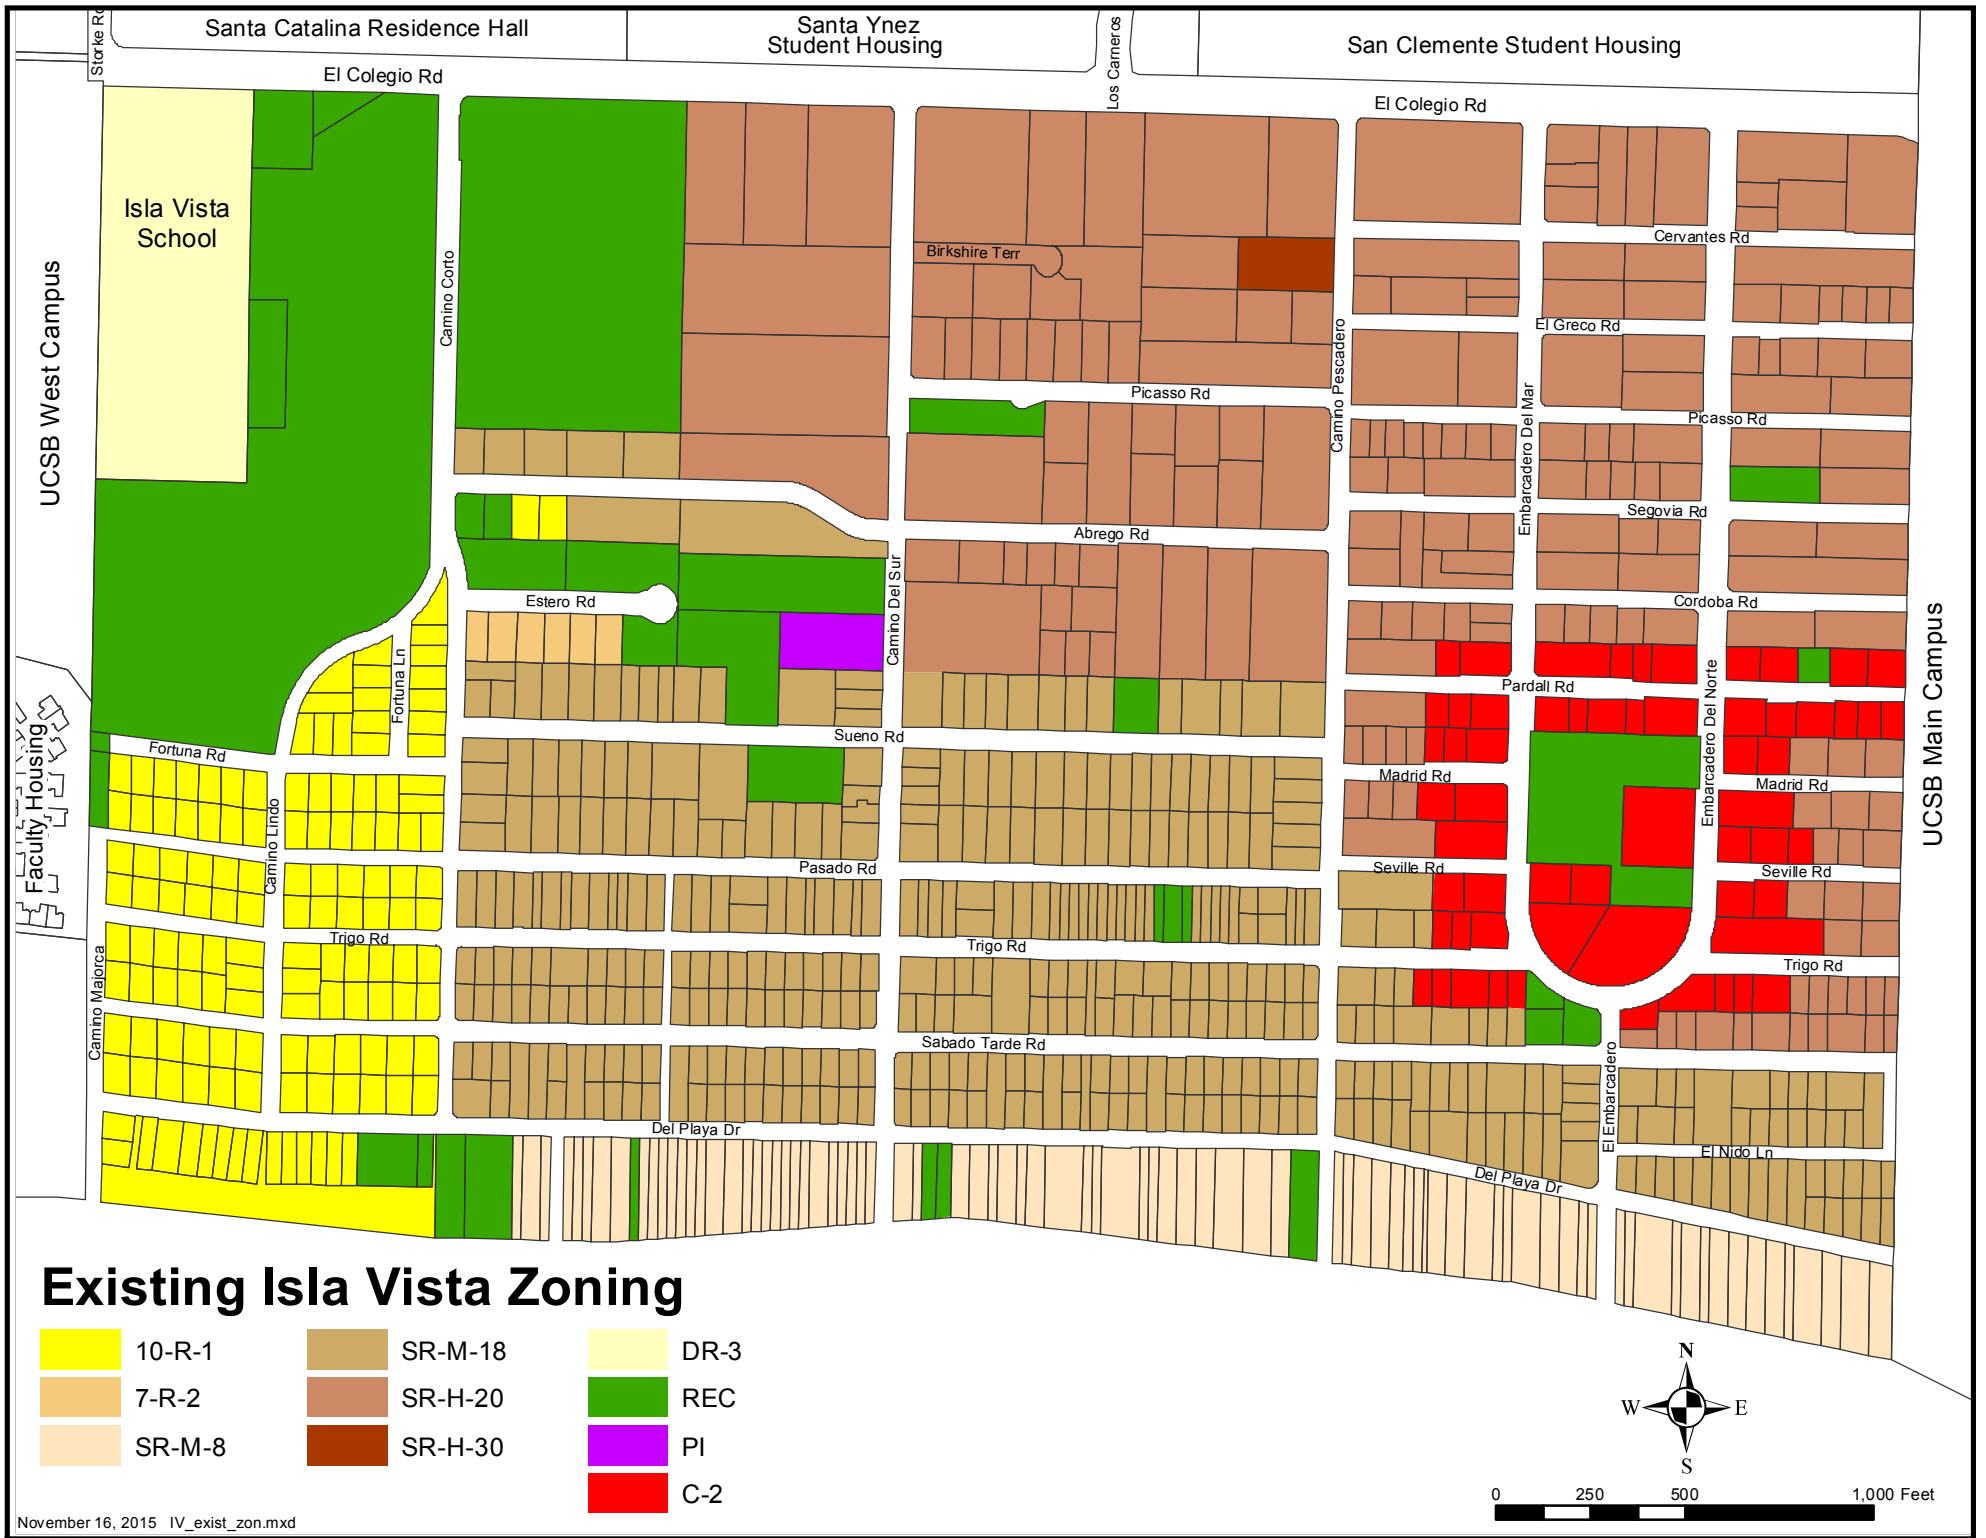 Santa Catalina Residence Hall
Santa Ynez
Student Housing
San Clemente Student Housing
Storke Rd
Los Carneros
El Colegio Rd
El Colegio Rd
Isla Vista
School
UCSB West Campus
Camino Corto
Birkshire Terr
Cervantes Rd
El Greco Rd
Camino Pescadero
Picasso Rd
Embarcadero Del Mar
Picasso Rd
Segovia Rd
Abrego Rd
Camino Del Sur
Estero Rd
Cordoba Rd
UCSB Main Campus
Fortuna Ln
Pardall Rd
Embarcadero Del Norte
Faculty Housing
Fortuna Rd
Sueno Rd
Madrid Rd
Madrid Rd
Camino Lindo
Pasado Rd
Seville Rd
Seville Rd
Trigo Rd
Trigo Rd
Trigo Rd
Camino Majorca
Sabado Tarde Rd
El Embarcadero
Del Playa Dr
El Nido Ln
Del Playa Dr
Existing Isla Vista Zoning
10-R-1
7-R-2
SR-M-8
SR-M-18
SR-H-20
SR-H-30
DR-3
REC
PI
C-2
N
W
E
S
0 250 500 1,000 Feet
November 16, 2015 IV_exist_zon.mxd